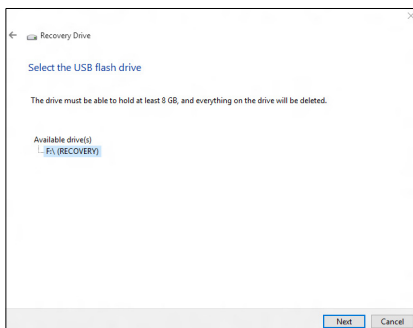 Recovery Drive
Select the USB flash drive
The drive must be able to hold at least 8 GB, and everything on the drive will be deleted.
Available drive(s)
F:\ (RECOVERY)
Next Cancel